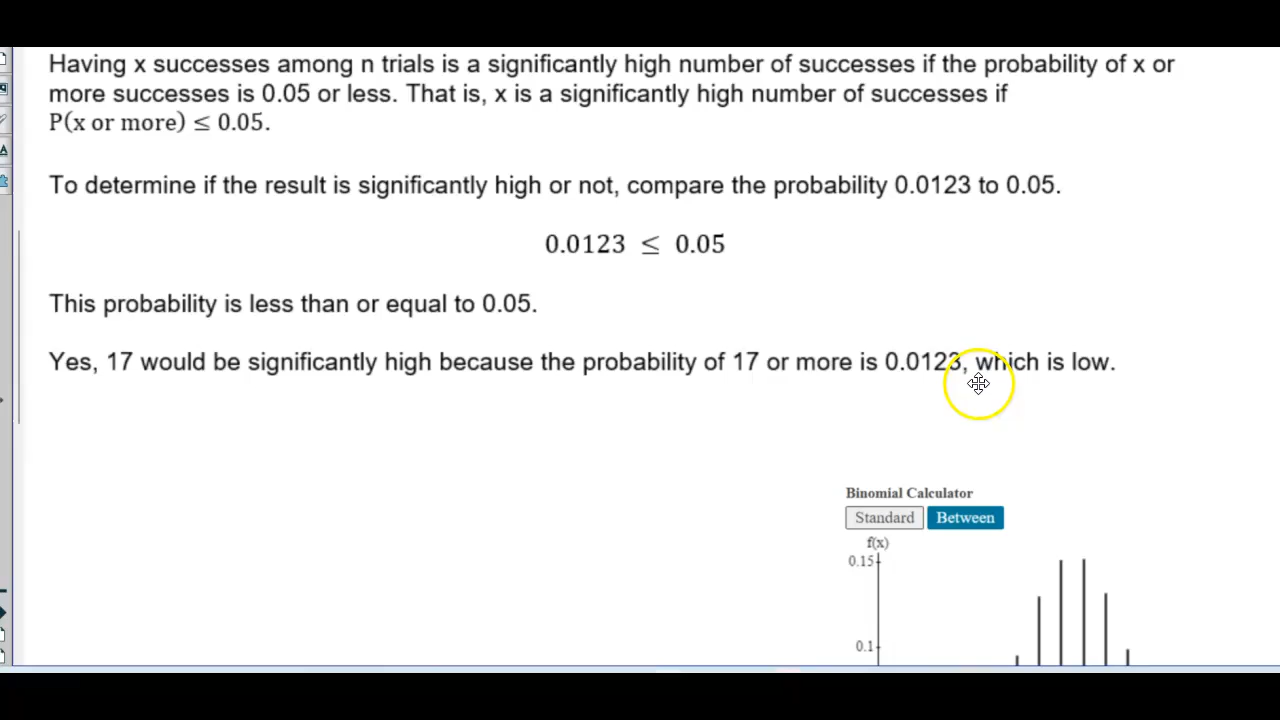 Having x successes among n trials is a significantly high number of successes if the probability of x or
more successes is 0.05 or less. That is, x is a significantly high number of successes if
P(x or more) ≤ 0.05.
To determine if the result is significantly high or not, compare the probability 0.0123 to 0.05.
0.0123 ≤ 0.05
This probability is less than or equal to 0.05.
Yes, 17 would be significantly high because the probability of 17 or more is 0.0123, which is low.
Binomial Calculator
Standard Between
f(x)
0.15
0.1